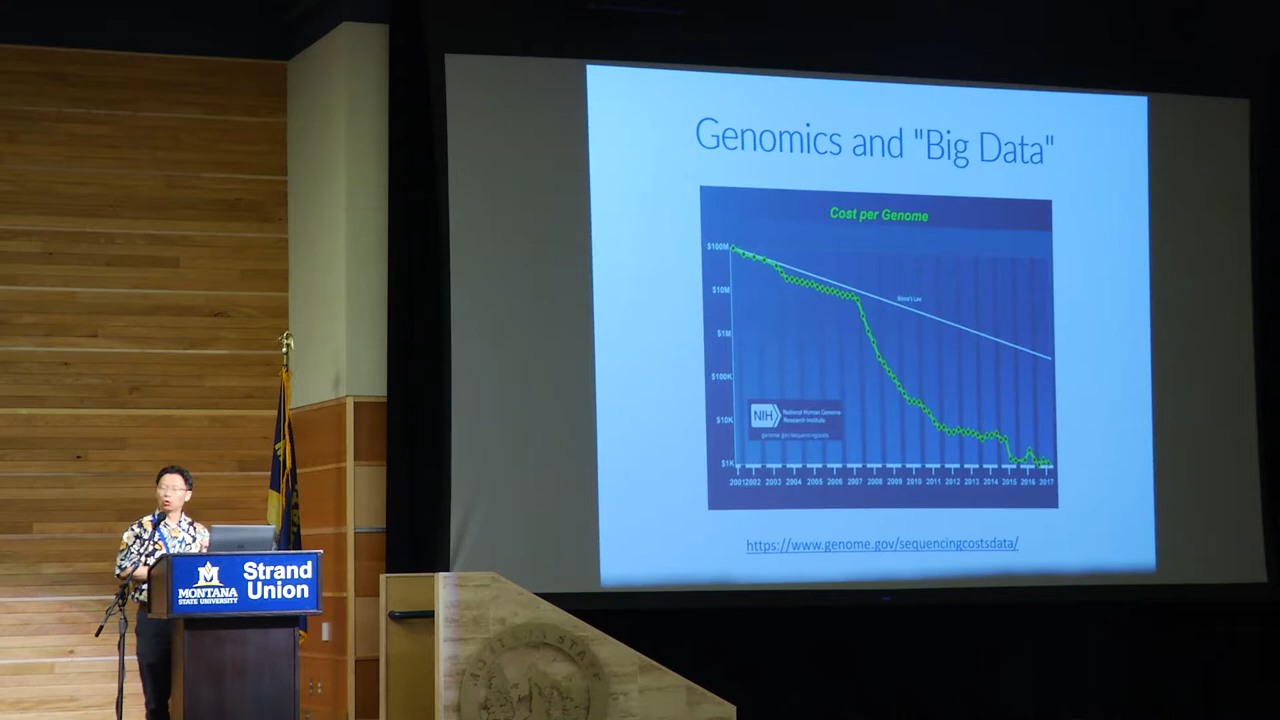 Genomics and "Big Data"
Cost per Genome
$100M
$10M
$1M
$100K
$10K
$1K
Moore's Law
NIH
National Human Genome
Research Institute
genome.gov/sequencingcosts
2001 2002 2003 2004 2005 2006 2007 2008 2009 2010 2011 2012 2013 2014 2015 2016 2017
https://www.genome.gov/sequencingcostsdata/
M
MONTANA
STATE UNIVERSITY
Strand
Union